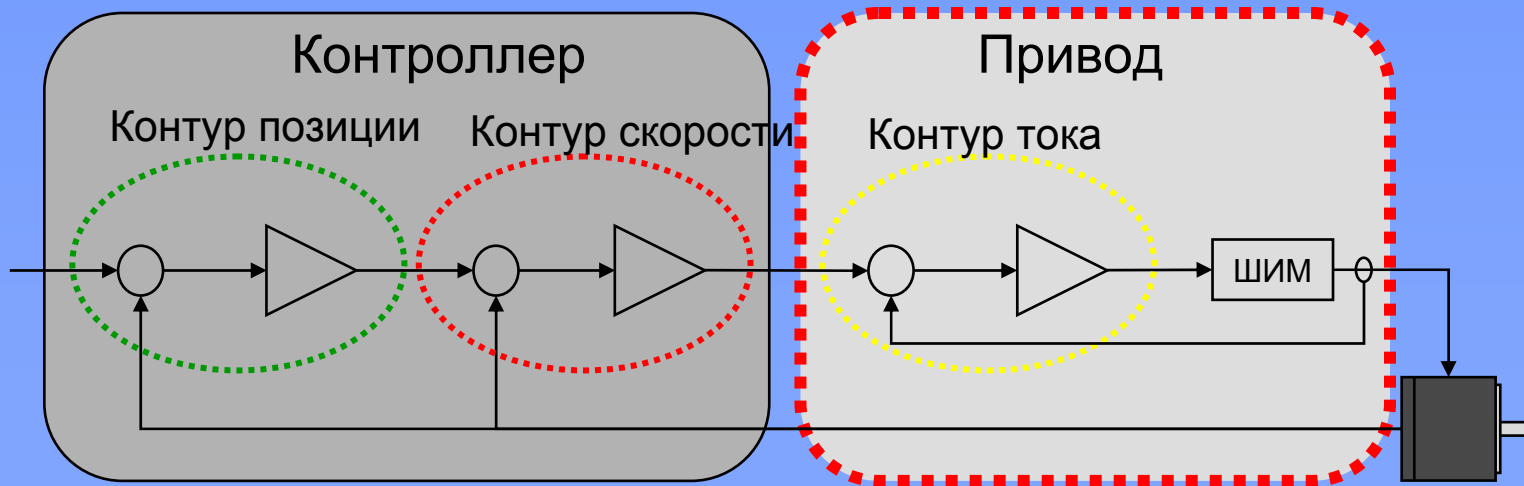 Контроллер
Привод
Контур позиции
Контур скорости
Контур тока
ШИМ